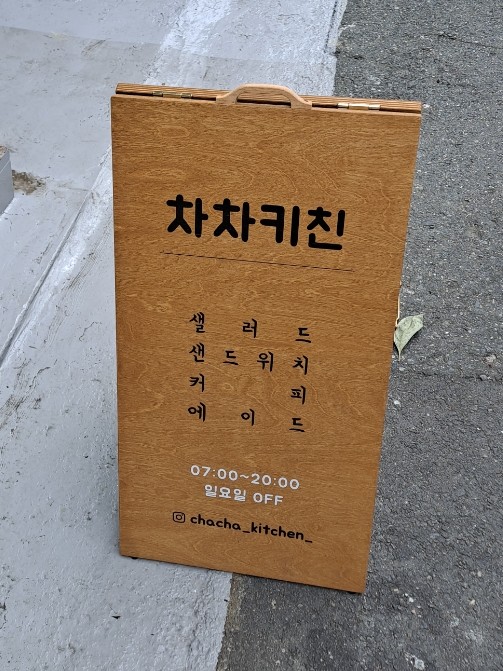 차차키친
샐러드
샌드위치
커피
에이드
07:00~20:00
일요일 OFF
chacha_kitchen_